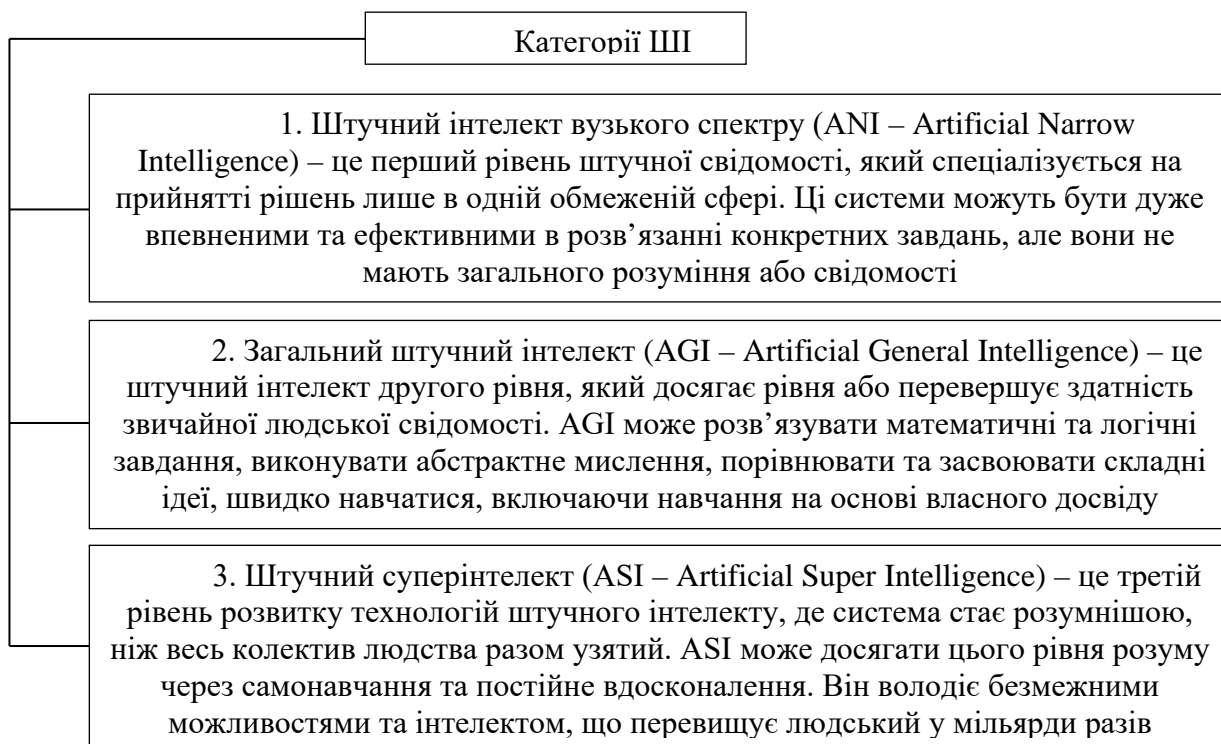 Категорії ШІ
1. Штучний інтелект вузького спектру (ANI – Artificial Narrow
Intelligence) – це перший рівень штучної свідомості, який спеціалізується на
прийнятті рішень лише в одній обмеженій сфері. Ці системи можуть бути дуже
впевненими та ефективними в розв’язанні конкретних завдань, але вони не
мають загального розуміння або свідомості
2. Загальний штучний інтелект (AGI – Artificial General Intelligence) – це
штучний інтелект другого рівня, який досягає рівня або перевершує здатність
звичайної людської свідомості. AGI може розв’язувати математичні та логічні
завдання, виконувати абстрактне мислення, порівнювати та засвоювати складні
ідеї, швидко навчатися, включаючи навчання на основі власного досвіду
3. Штучний суперінтелект (ASI – Artificial Super Intelligence) – це третій
рівень розвитку технологій штучного інтелекту, де система стає розумнішою,
ніж весь колектив людства разом узятий. ASI може досягати цього рівня розуму
через самонавчання та постійне вдосконалення. Він володіє безмежними
можливостями та інтелектом, що перевищує людський у мільярди разів